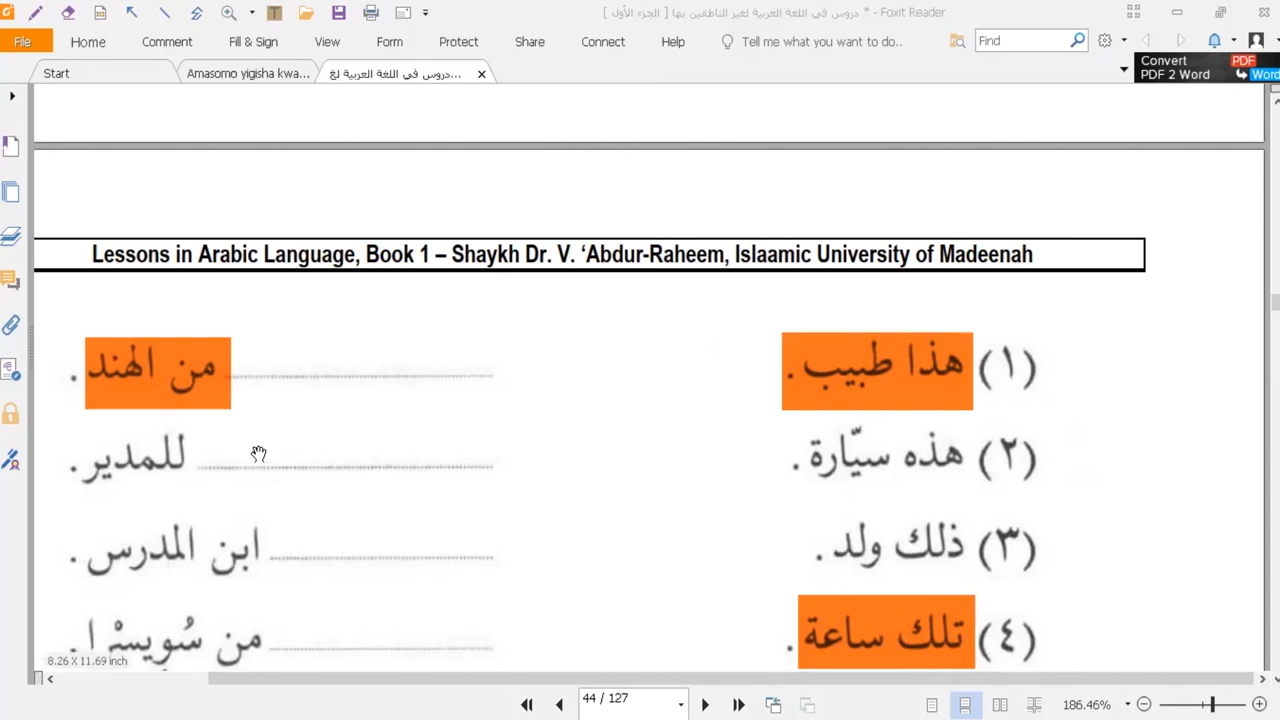 دروس في اللغة العربية لغير الناطقين بها [ الجزء الأول ] * - Foxit Reader
File Home Comment Fill & Sign View Form Protect Share Connect Help Tell me what you want to do.. Find
Start Amasomo yigisha kwa... دروس في اللغة العربية لغ...
Convert PDF
PDF 2 Word Word
Lessons in Arabic Language, Book 1 – Shaykh Dr. V. ‘Abdur-Raheem, Islaamic University of Madeenah
(١) هذا طبيب . ........ من الهند .
(٢) هذه سيّارة . ........ للمدير .
(٣) ذلك ولد . ........ ابن المدرس .
(٤) تلك ساعة . ........ من سُويسْرا .
8.26 X 11.69 inch
44 / 127 186.46%